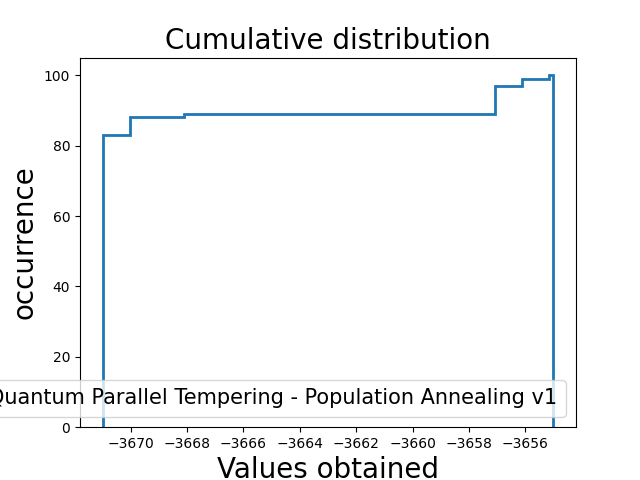 Cumulative distribution
occurrence
100
80
60
40
20
0
Parallel Tempering - Population Annealing v1
−3670 −3668 −3666 −3664 −3662 −3660 −3658 −3656
Values obtained